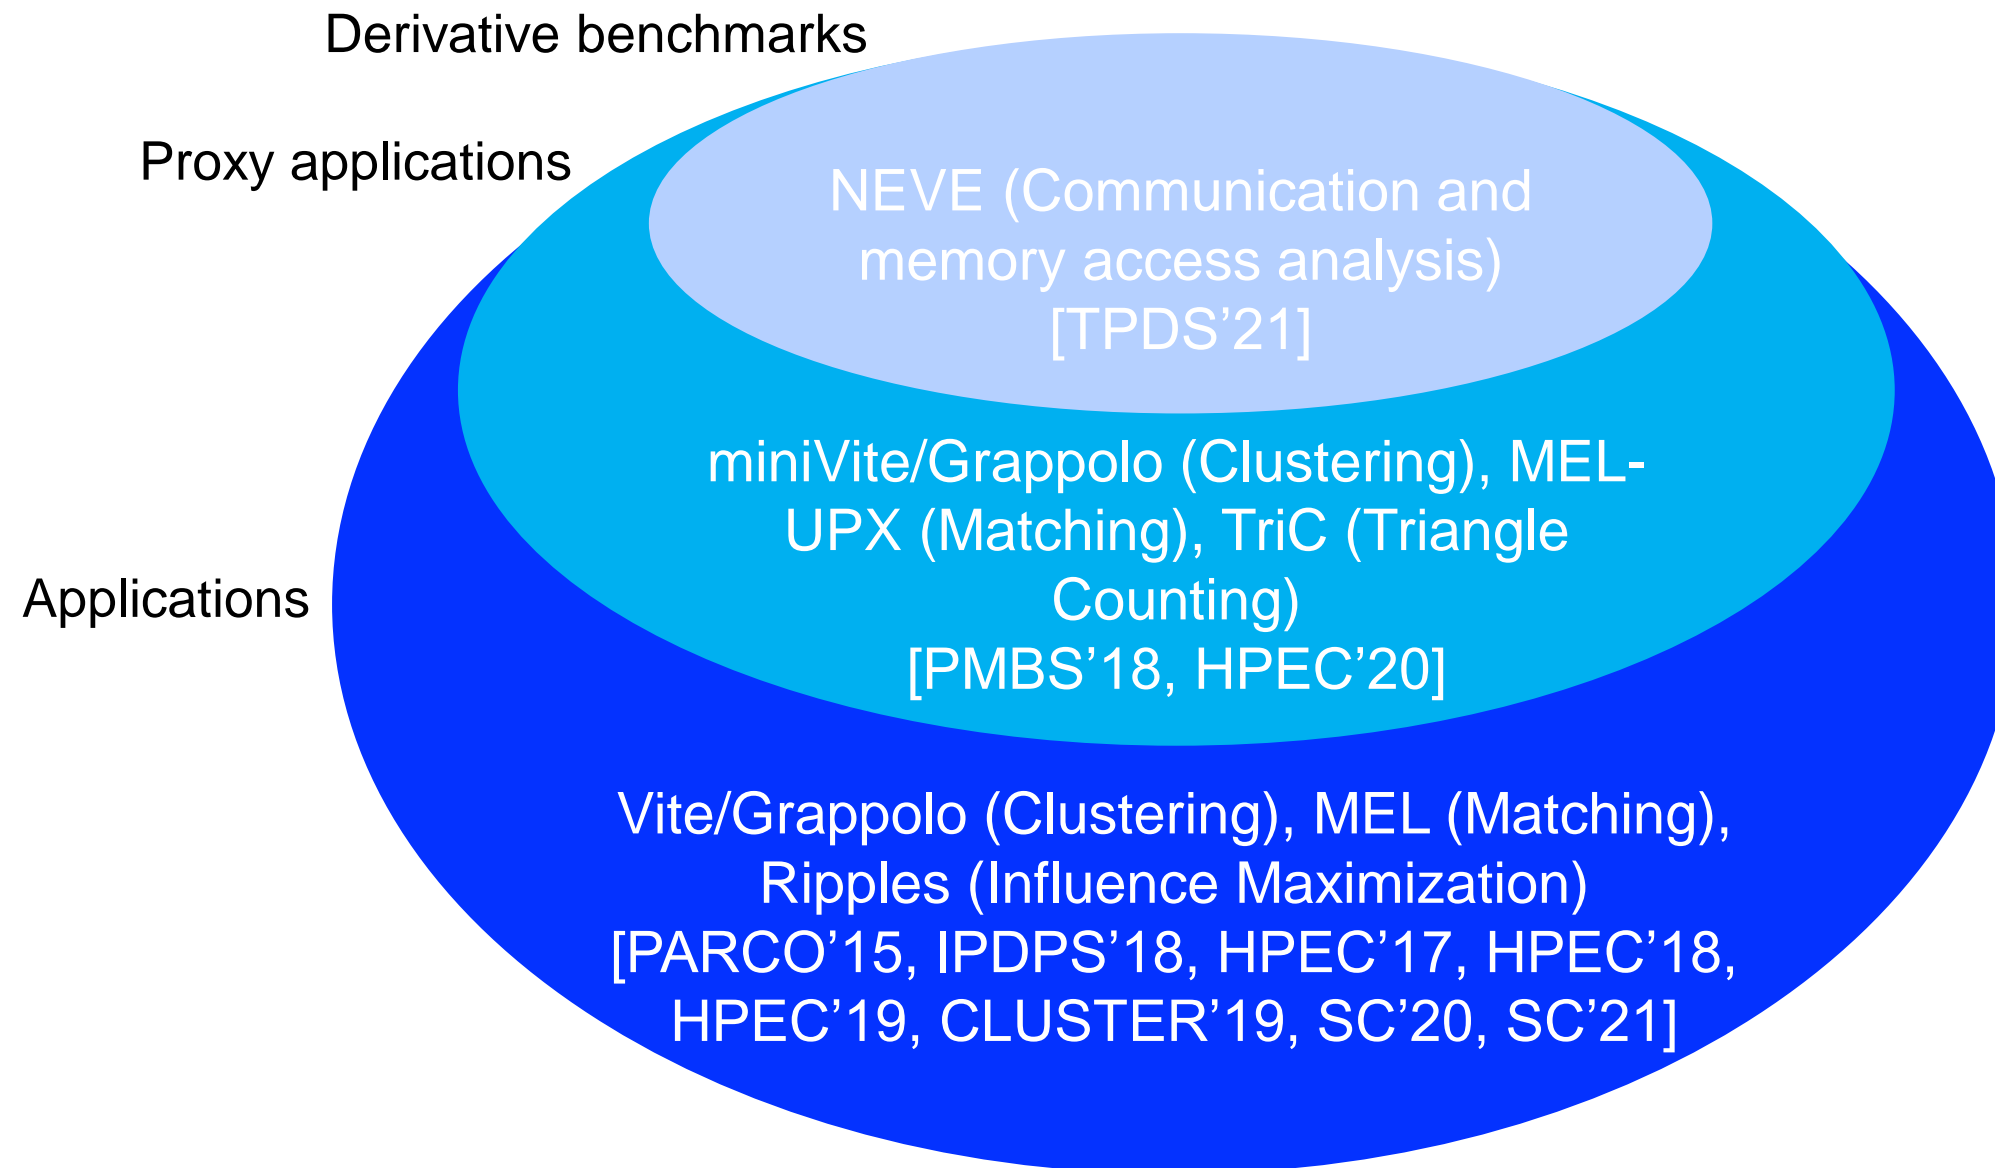 Derivative benchmarks
Proxy applications
NEVE (Communication and
memory access analysis)
[TPDS’21]
miniVite/Grappolo (Clustering), MEL-
UPX (Matching), TriC (Triangle
Counting)
[PMBS’18, HPEC’20]
Applications
Vite/Grappolo (Clustering), MEL (Matching),
Ripples (Influence Maximization)
[PARCO’15, IPDPS’18, HPEC’17, HPEC’18,
HPEC’19, CLUSTER’19, SC’20, SC’21]